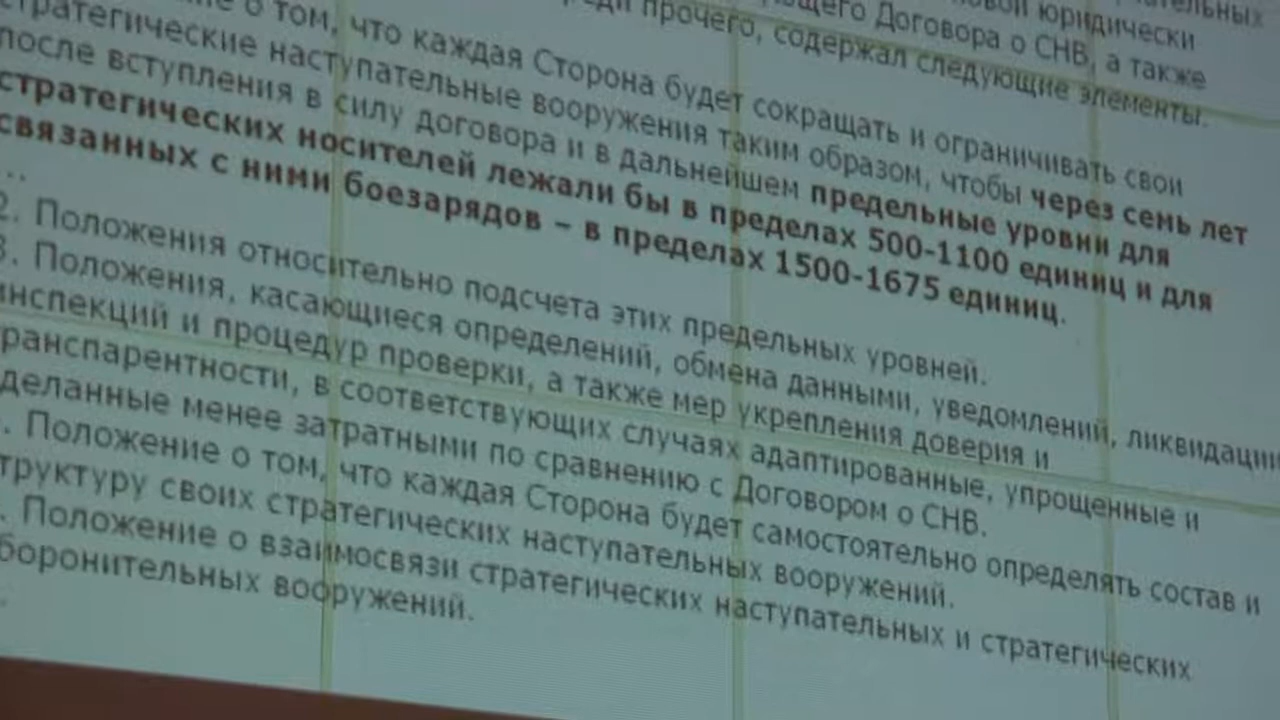 юридически
Договора о СНВ, а также
прочего, содержал следующие элементы.
о том, что каждая Сторона будет сокращать и ограничивать свои
тратегические наступательные вооружения таким образом, чтобы через семь лет
после вступления в силу договора и в дальнейшем предельные уровни для
стратегических носителей лежали бы в пределах 500-1100 единиц и для
связанных с ними боезарядов – в пределах 1500-1675 единиц.
..
2. Положения относительно подсчета этих предельных уровней.
3. Положения, касающиеся определений, обмена данными, уведомлений, ликвидации
инспекций и процедур проверки, а также мер укрепления доверия и
ранспарентности, в соответствующих случаях адаптированные, упрощенные и
деланные менее затратными по сравнению с Договором о СНВ.
. Положение о том, что каждая Сторона будет самостоятельно определять состав и
труктуру своих стратегических наступательных вооружений.
. Положение о взаимосвязи стратегических наступательных и стратегических
боронительных вооружений.